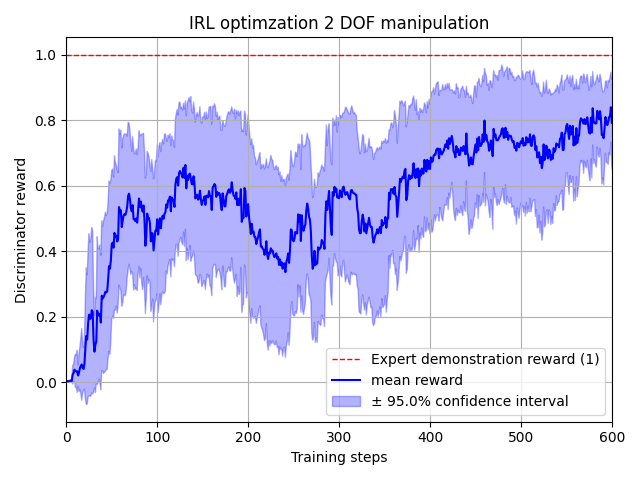 IRL optimzation 2 DOF manipulation
Discriminator reward
1.0
0.8
0.6
0.4
0.2
0.0
Expert demonstration reward (1)
mean reward
± 95.0% confidence interval
0 100 200 300 400 500 600
Training steps